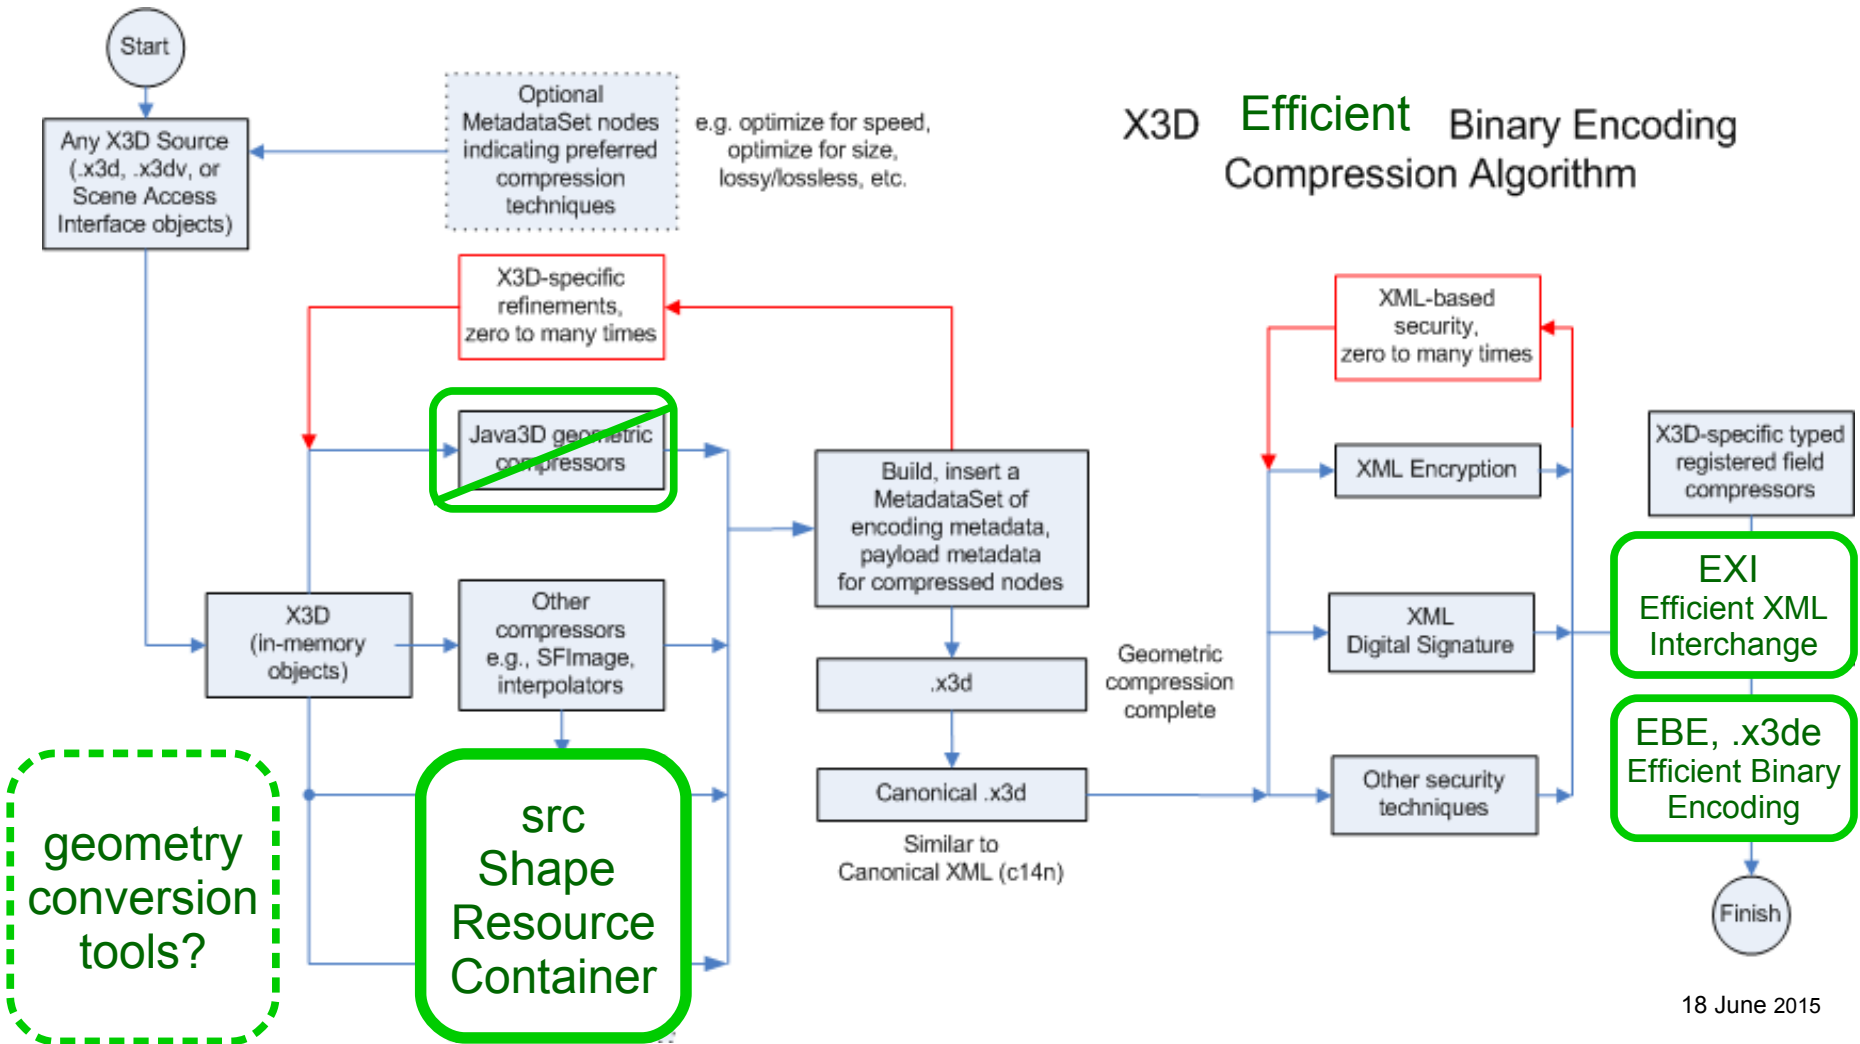 Start
Any X3D Source
(.x3d, .x3dv, or
Scene Access
Interface objects)
Optional
MetadataSet nodes
indicating preferred
compression
techniques
e.g. optimize for speed,
optimize for size,
lossy/lossless, etc.
X3D Efficient Binary Encoding
Compression Algorithm
X3D-specific
refinements,
zero to many times
Java3D geometric
compressors
X3D
(in-memory
objects)
Other
compressors
e.g., SFImage,
interpolators
geometry
conversion
tools?
src
Shape
Resource
Container
Build, insert a
MetadataSet of
encoding metadata,
payload metadata
for compressed nodes
.x3d
Canonical .x3d
Similar to
Canonical XML (c14n)
Geometric
compression
complete
XML-based
security,
zero to many times
XML Encryption
XML
Digital Signature
Other security
techniques
X3D-specific typed
registered field
compressors
EXI
Efficient XML
Interchange
EBE, .x3de
Efficient Binary
Encoding
Finish
18 June 2015